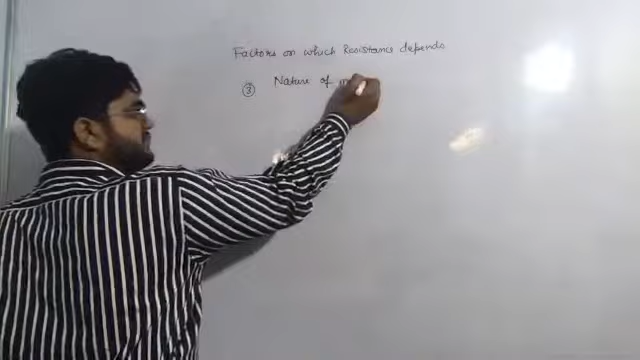 Factors on which Resistance depends
③ Nature of m